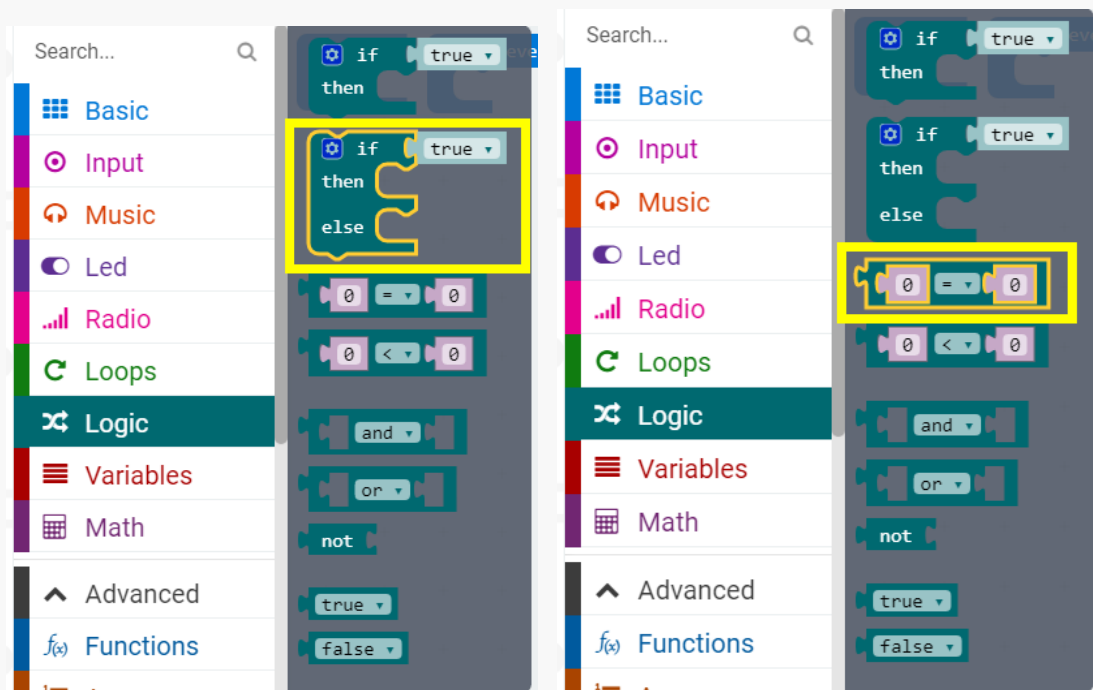 Search...
Basic
Input
Music
Led
Radio
Loops
Logic
Variables
Math
Advanced
f(x) Functions
if true
then
if true
then
else
0 = 0
0 < 0
and
or
not
true
false
Search...
Basic
Input
Music
Led
Radio
Loops
Logic
Variables
Math
Advanced
f(x) Functions
if true
then
if true
then
else
0 = 0
0 < 0
and
or
not
true
false